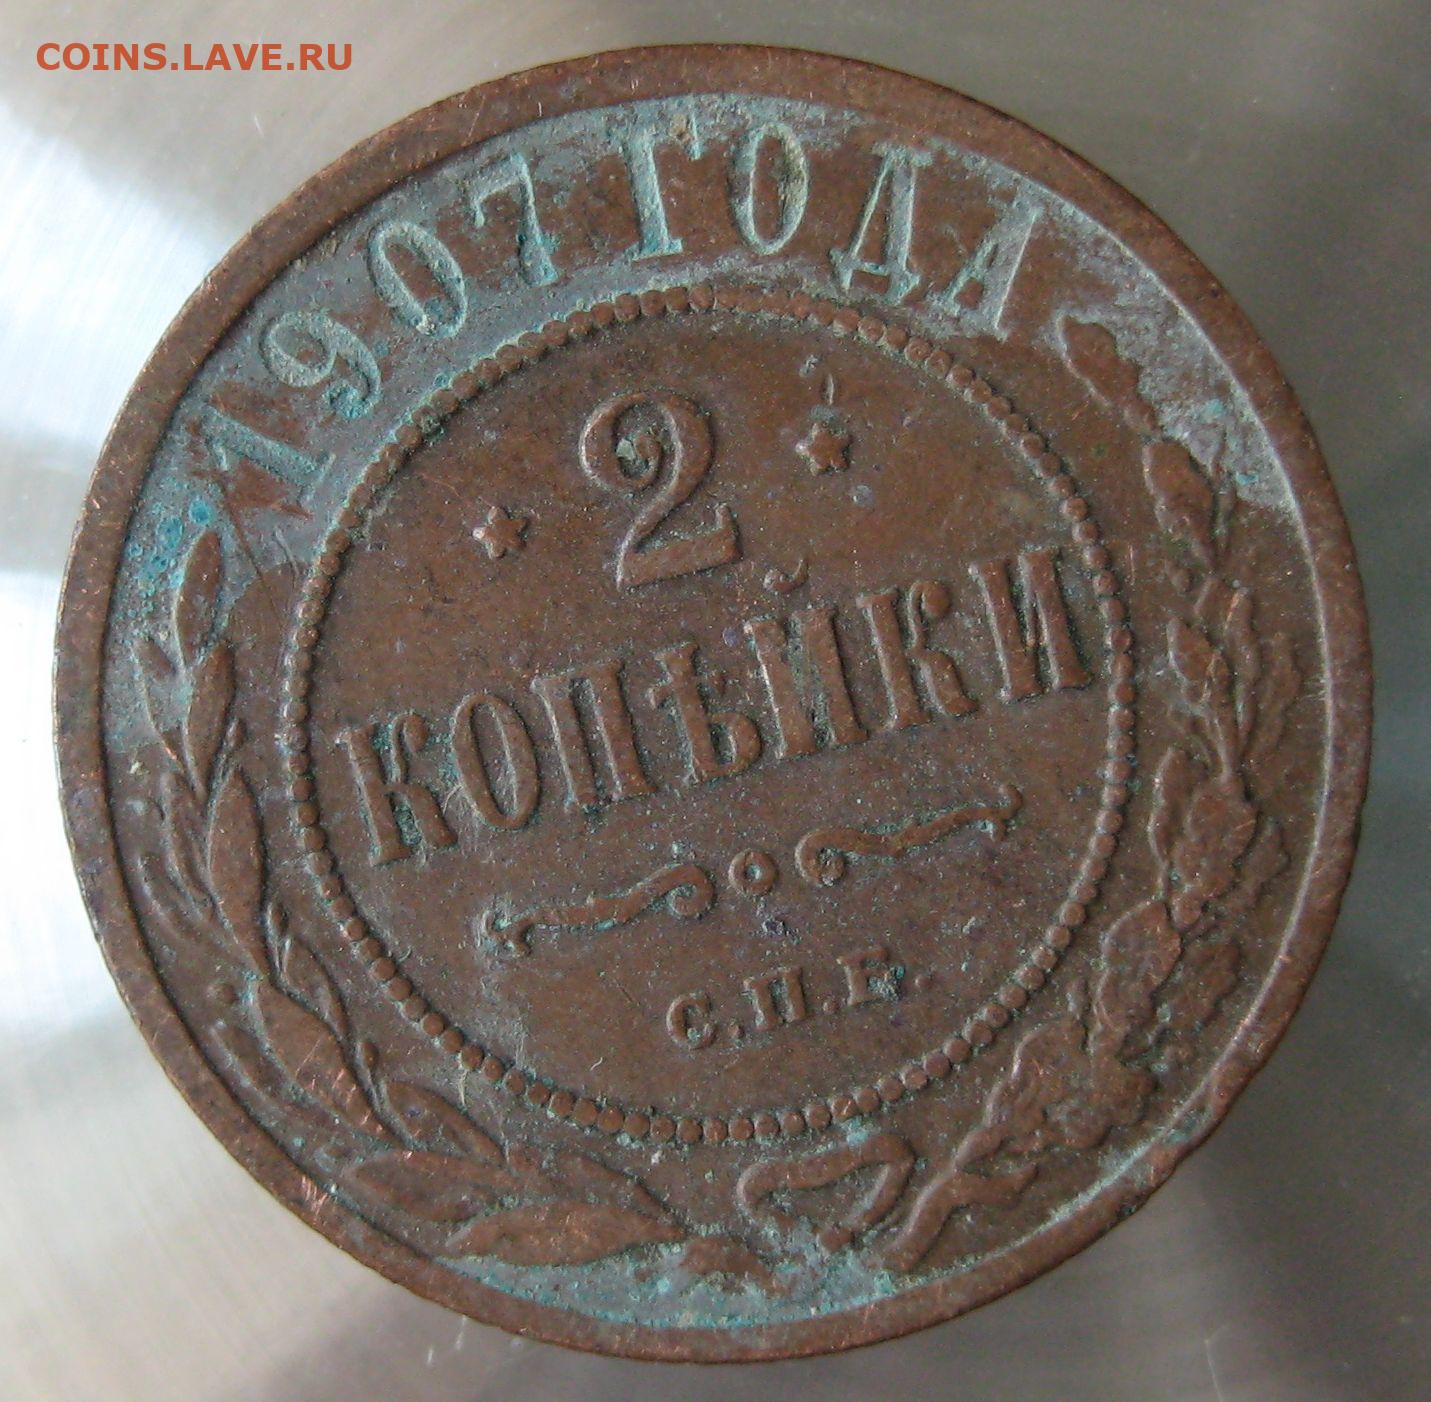 COINS.LAVE.RU
1907 ГОДА
2
КОПѢЙКИ
С.П.Б.